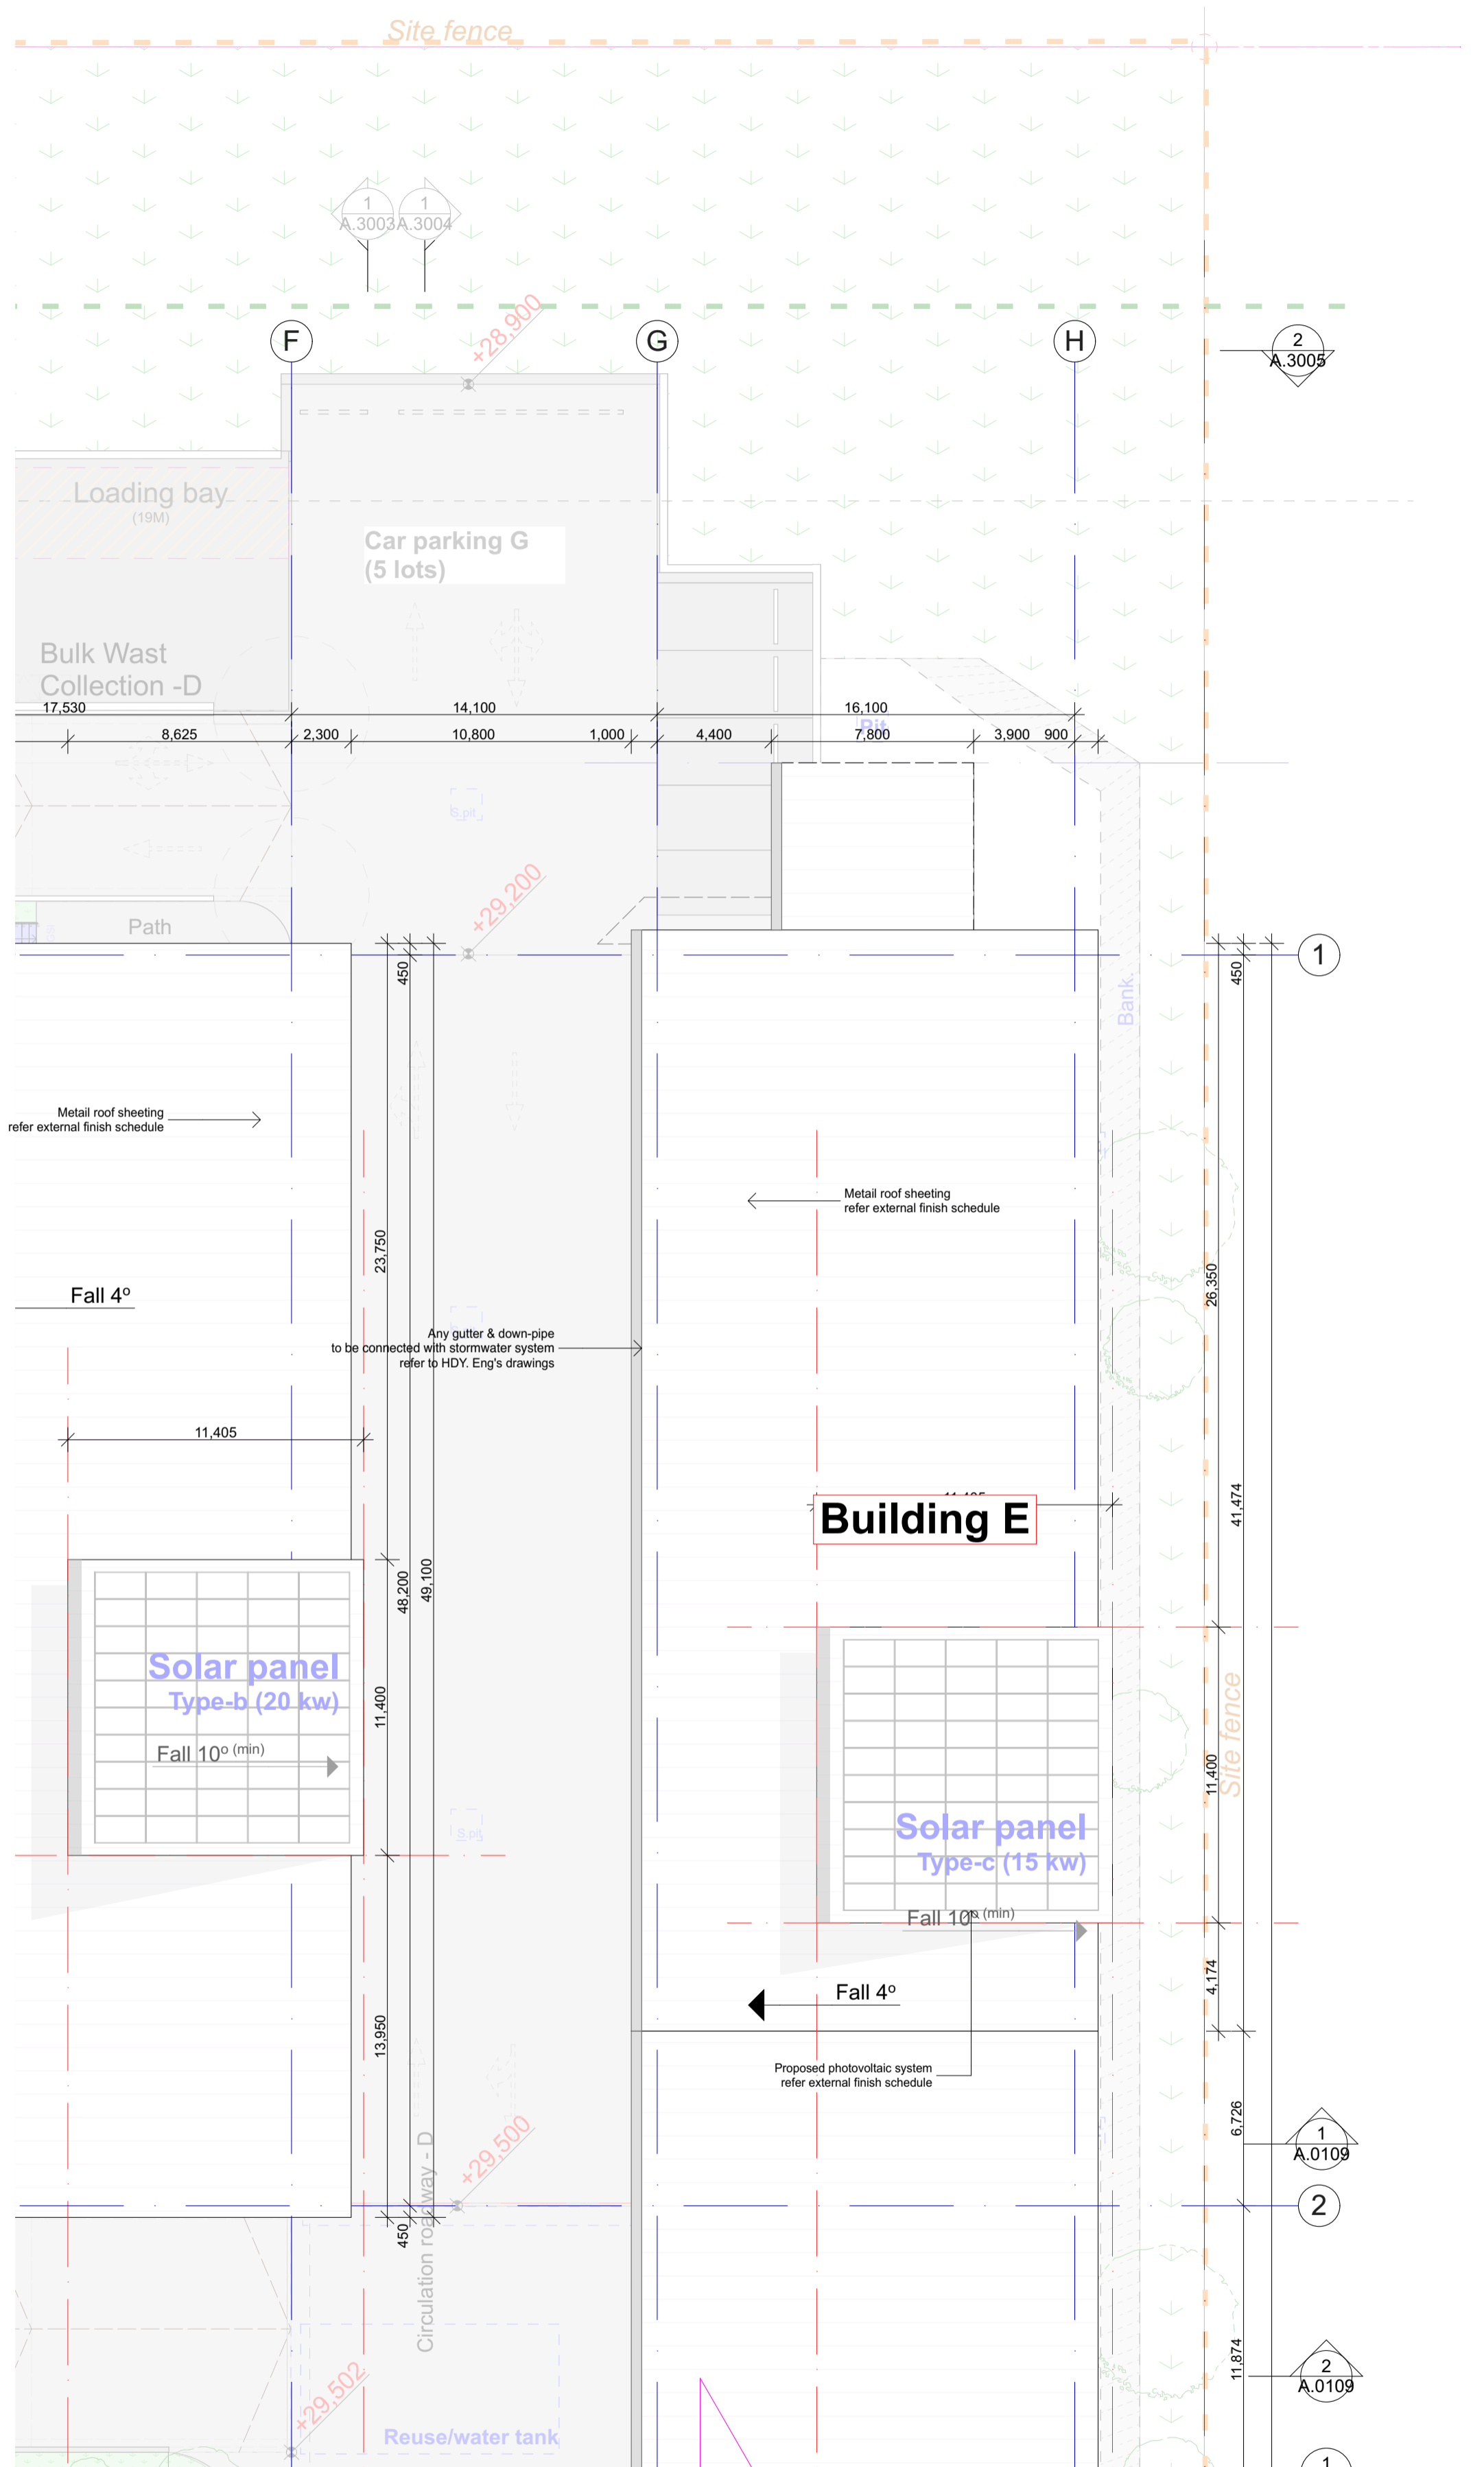 Site fence
1
A.3003
1
A.3004
+28,900
F
G
H
2
A.3005
Loading bay
(19M)
Car parking G
(5 lots)
Bulk Wast
Collection -D
17,530
14,100
16,100
Pit
8,625
2,300
10,800
1,000
4,400
7,800
3,900
900
S.pit
+29,200
Path
450
450
1
Bank
Metail roof sheeting
refer external finish schedule
Metail roof sheeting
refer external finish schedule
23,750
26,350
Fall 4º
Any gutter & down-pipe
to be connected with stormwater system
refer to HDY. Eng's drawings
11,405
41,474
Building E
48,200
49,100
Solar panel
Type-b (20 kw)
11,400
Fall 10º (min)
Site fence
11,400
Solar panel
Type-c (15 kw)
S.pit
Fall 10º (min)
4,174
Fall 4º
13,950
Proposed photovoltaic system
refer external finish schedule
6,726
1
A.0109
+29,500
2
450
Circulation roadway - D
11,874
2
A.0109
+29,502
Reuse/water tank
1